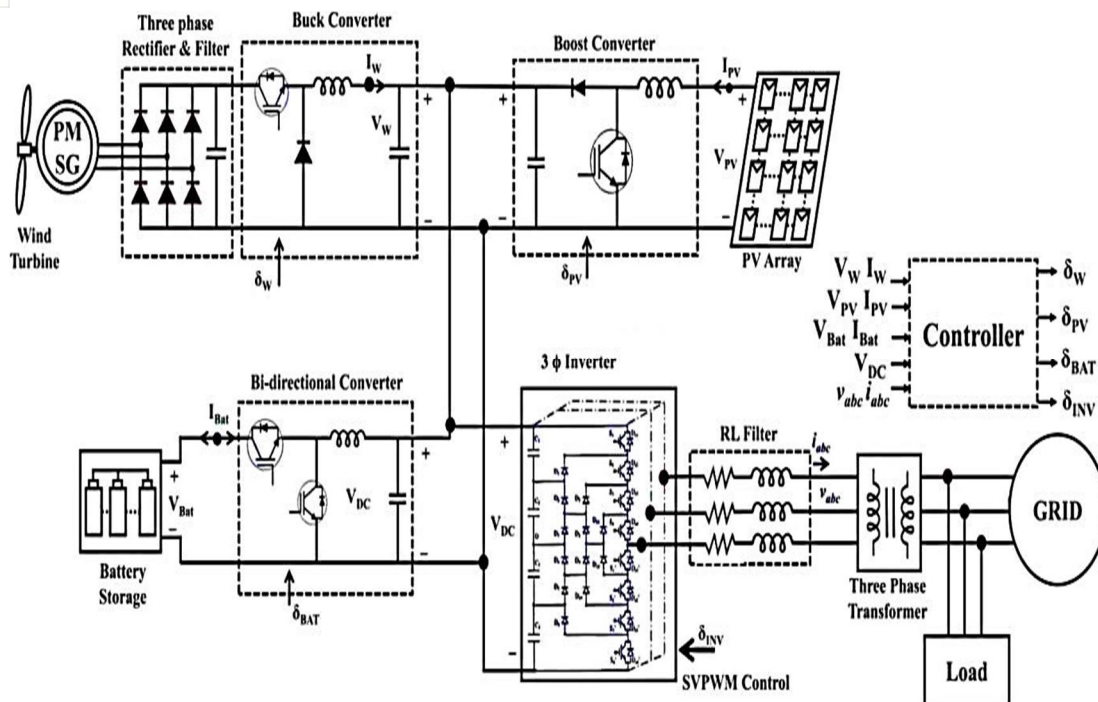 Three phase
Rectifier & Filter
Buck Converter
Boost Converter
I_W
I_PV
PM
SG
+
V_W
−
+
−
+
V_PV
−
Wind
Turbine
δ_W
δ_PV
PV Array
V_W I_W
V_PV I_PV
V_Bat I_Bat
V_DC
v_abc i_abc
Controller
δ_W
δ_PV
δ_BAT
δ_INV
Bi-directional Converter
3 ϕ Inverter
I_Bat
+
V_Bat
−
+
V_DC
−
+
V_DC
−
RL Filter
i_abc
v_abc
GRID
Battery
Storage
δ_BAT
Three Phase
Transformer
δ_INV
SVPWM Control
Load